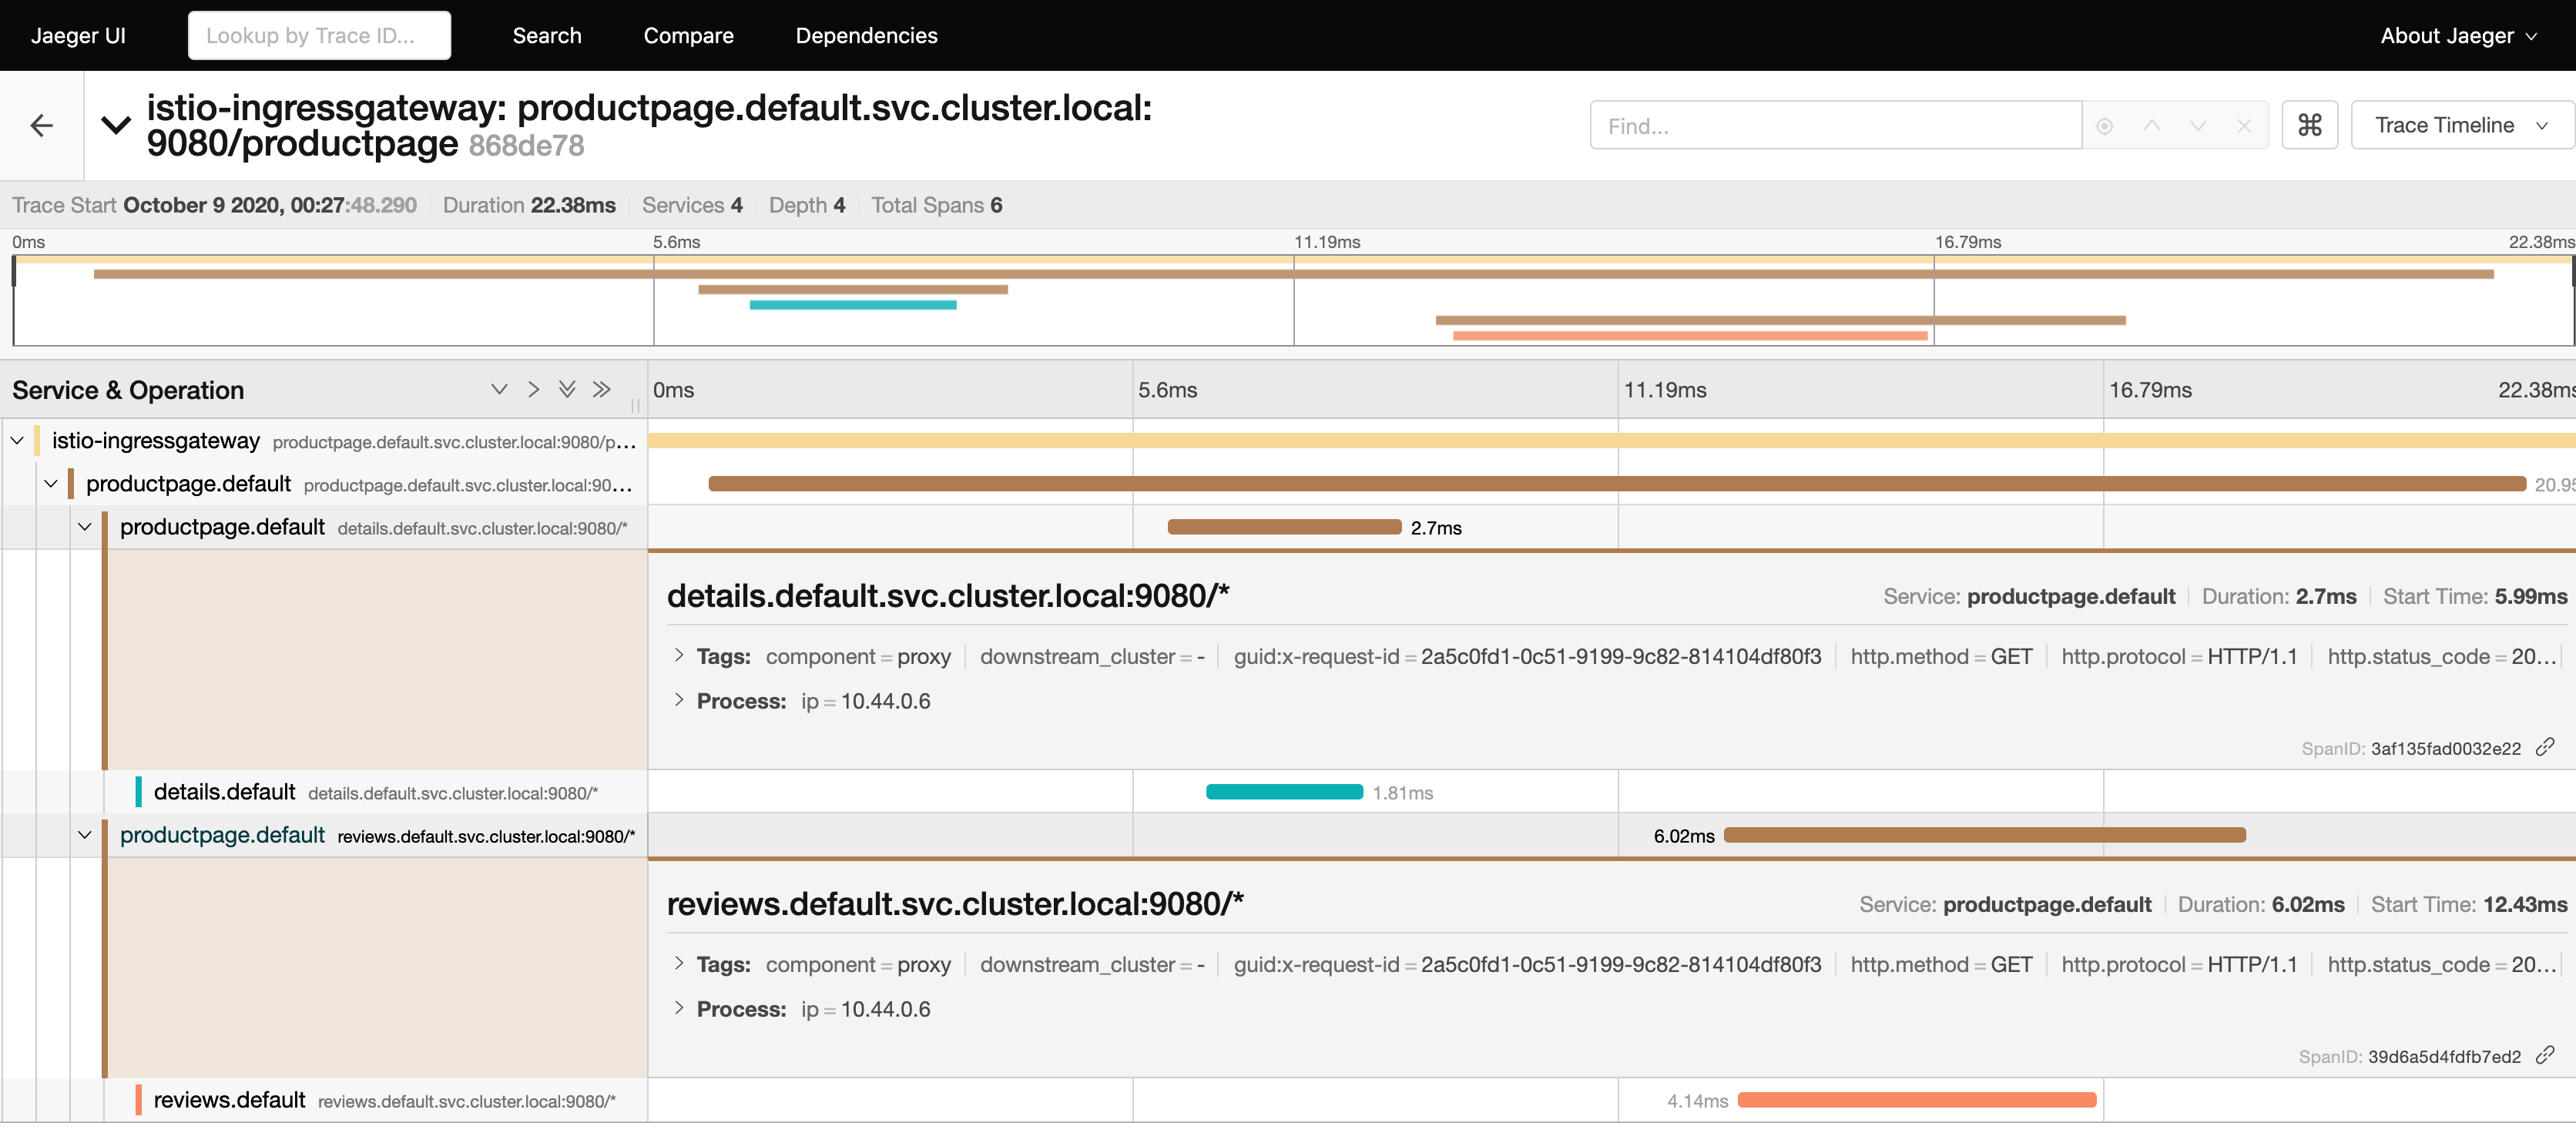 Jaeger UI Lookup by Trace ID... Search Compare Dependencies About Jaeger
istio-ingressgateway: productpage.default.svc.cluster.local:
9080/productpage 868de78
Find... ⌘ Trace Timeline
Trace Start October 9 2020, 00:27:48.290 Duration 22.38ms Services 4 Depth 4 Total Spans 6
0ms 5.6ms 11.19ms 16.79ms 22.38ms
Service & Operation 0ms 5.6ms 11.19ms 16.79ms 22.38ms
istio-ingressgateway productpage.default.svc.cluster.local:9080/p...
productpage.default productpage.default.svc.cluster.local:90... 20.95
productpage.default details.default.svc.cluster.local:9080/* 2.7ms
details.default.svc.cluster.local:9080/* Service: productpage.default Duration: 2.7ms Start Time: 5.99ms
Tags: component = proxy downstream_cluster = - guid:x-request-id = 2a5c0fd1-0c51-9199-9c82-814104df80f3 http.method = GET http.protocol = HTTP/1.1 http.status_code = 20...
Process: ip = 10.44.0.6
SpanID: 3af135fad0032e22
details.default details.default.svc.cluster.local:9080/* 1.81ms
productpage.default reviews.default.svc.cluster.local:9080/* 6.02ms
reviews.default.svc.cluster.local:9080/* Service: productpage.default Duration: 6.02ms Start Time: 12.43ms
Tags: component = proxy downstream_cluster = - guid:x-request-id = 2a5c0fd1-0c51-9199-9c82-814104df80f3 http.method = GET http.protocol = HTTP/1.1 http.status_code = 20...
Process: ip = 10.44.0.6
SpanID: 39d6a5d4fdfb7ed2
reviews.default reviews.default.svc.cluster.local:9080/* 4.14ms